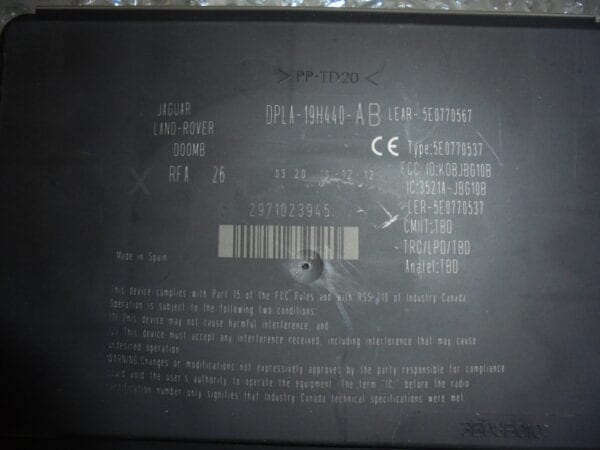 >PP-TD20<
JAGUAR
LAND-ROVER
DOOMB
RFA 26
DPLA-19H440-AB
LEAR-5E0770567
CE Type:5E0770537
FCC ID:KOBJBG10B
IC:3521A-JBG10B
LER-5E0770537
CMIIT:TBD
TRC/LPD/TBD
Anatel:TBD
X
03 20 12 12
2971023945
Made in Spain
This device complies with Part 15 of the FCC Rules and with RSS-210 of Industry Canada
Operation is subject to the following two conditions:
(1) This device may not cause harmful interference, and
(2) This device must accept any interference received, including interference that may cause
undesired operation.
WARNING:Changes or modifications not expressively approved by the party responsible for compliance
could void the user's authority to operate the equipment. The term "IC:" before the radio
certification number only signifies that Industry Canada technical specifications were met.